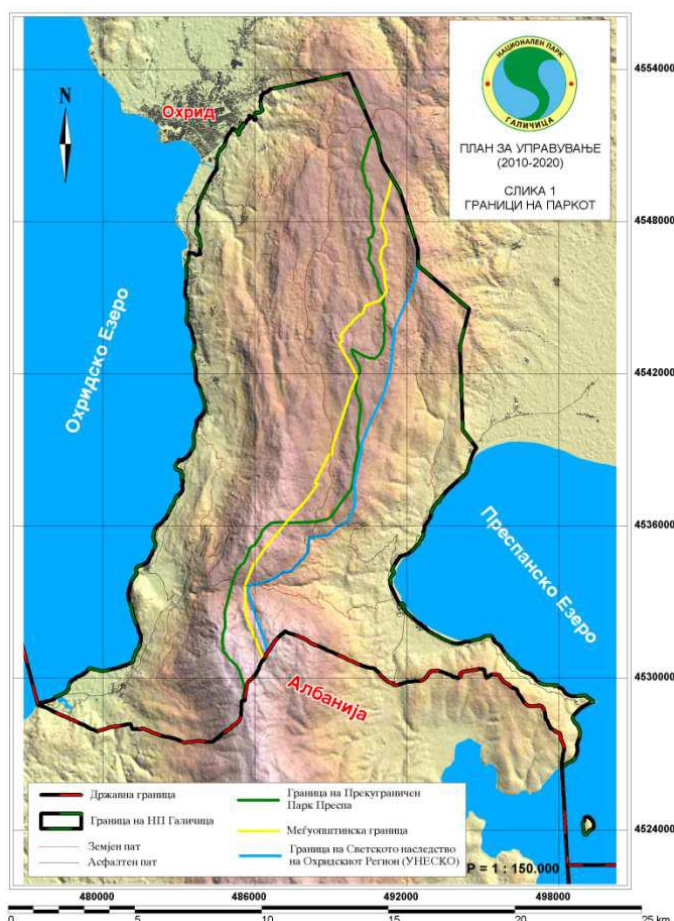 НАЦИОНАЛЕН ПАРК
ГАЛИЧИЦА
ПЛАН ЗА УПРАВУВАЊЕ
(2010-2020)
СЛИКА 1
ГРАНИЦИ НА ПАРКОТ
N
Охрид
Охридско Езеро
Преспанско Езеро
Албанија
4554000
4548000
4542000
4536000
4530000
4524000
Државна граница
Граница на НП Галичица
Земјен пат
Асфалтен пат
Граница на Прекуграничен
Парк Преспа
Меѓуопштинска граница
Граница на Светското наследство
на Охридскиот Регион (УНЕСКО)
Р = 1 : 150.000
480000 486000 492000 498000
0 5 10 15 20 25 km